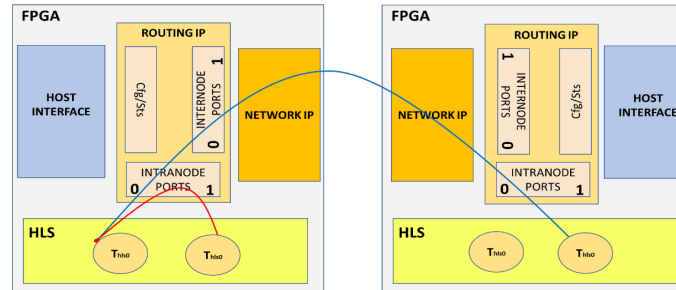 FPGA
ROUTING IP
HOST
INTERFACE
Cfg/Sts
INTERNODE
PORTS
1
0
NETWORK IP
INTRANODE
PORTS
0
1
HLS
Thls0
Thls0
FPGA
ROUTING IP
NETWORK IP
INTERNODE
PORTS
1
0
Cfg/Sts
HOST
INTERFACE
INTRANODE
PORTS
0
1
HLS
Thls0
Thls0